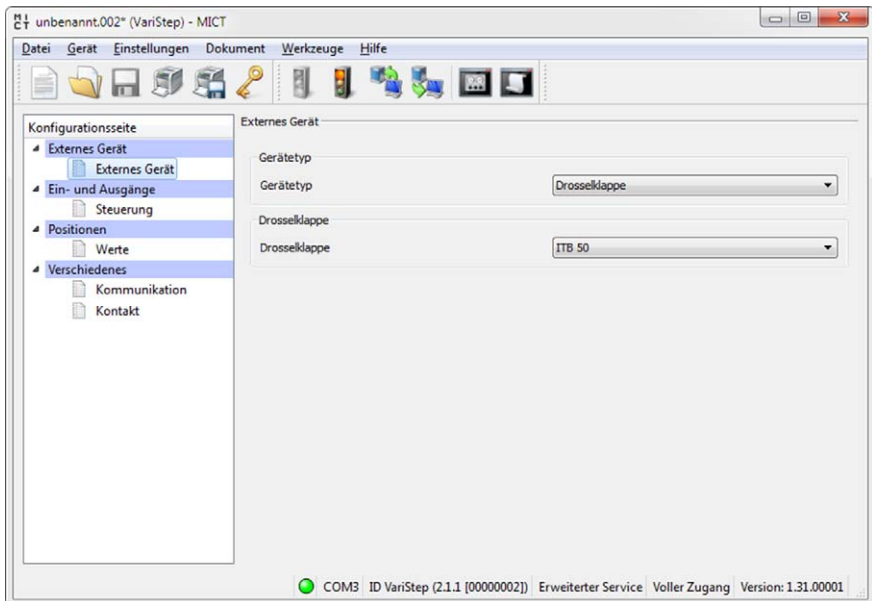 MICT unbenannt.002* (VariStep) - MICT
Datei Gerät Einstellungen Dokument Werkzeuge Hilfe
Konfigurationsseite
Externes Gerät
Externes Gerät
Ein- und Ausgänge
Steuerung
Positionen
Werte
Verschiedenes
Kommunikation
Kontakt
Externes Gerät
Gerätetyp
Gerätetyp Drosselklappe
Drosselklappe
Drosselklappe ITB 50
COM3 ID VariStep (2.1.1 [00000002]) Erweiterter Service Voller Zugang Version: 1.31.00001